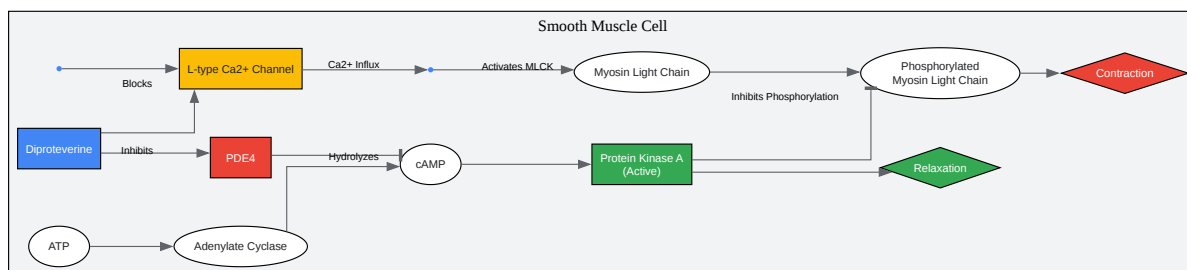 Smooth Muscle Cell
L-type Ca2+ Channel
Ca2+ Influx
Activates MLCK
Myosin Light Chain
Phosphorylated
Myosin Light Chain
Contraction
Blocks
Inhibits Phosphorylation
Diproteverine
Inhibits
PDE4
Hydrolyzes
cAMP
Protein Kinase A
(Active)
Relaxation
ATP
Adenylate Cyclase